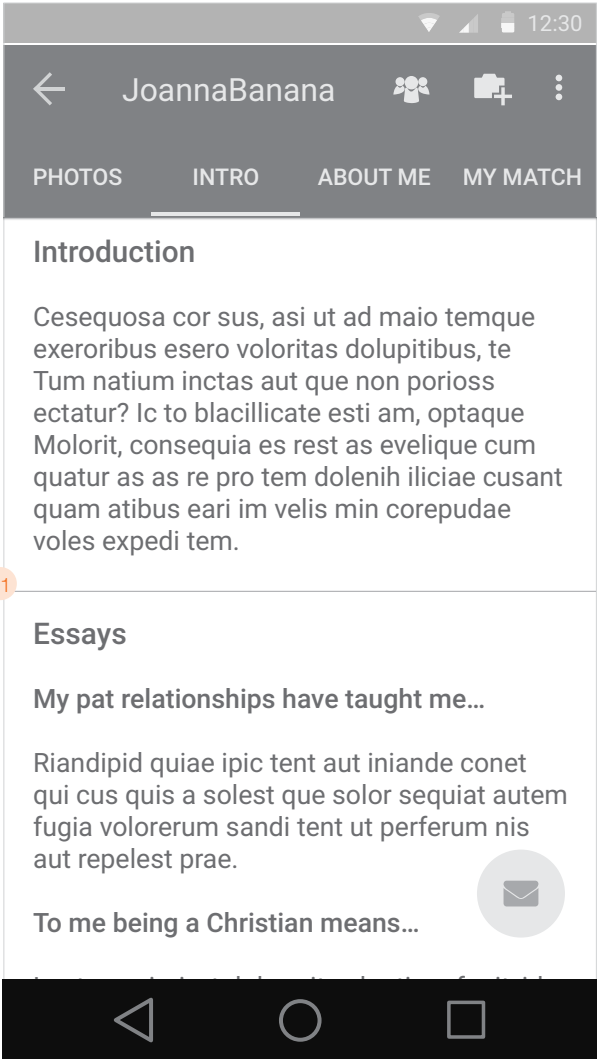 12:30
JoannaBanana
PHOTOS INTRO ABOUT ME MY MATCH
Introduction
Cesequosa cor sus, asi ut ad maio temque
exeroribus esero voloritas dolupitibus, te
Tum natium inctas aut que non porioss
ectatur? Ic to blacillicate esti am, optaque
Molorit, consequia es rest as evelique cum
quatur as as re pro tem dolenih iliciae cusant
quam atibus eari im velis min corepudae
voles expedi tem.
1
Essays
My pat relationships have taught me…
Riandipid quiae ipic tent aut iniande conet
qui cus quis a solest que solor sequiat autem
fugia volorerum sandi tent ut perferum nis
aut repelest prae.
To me being a Christian means…